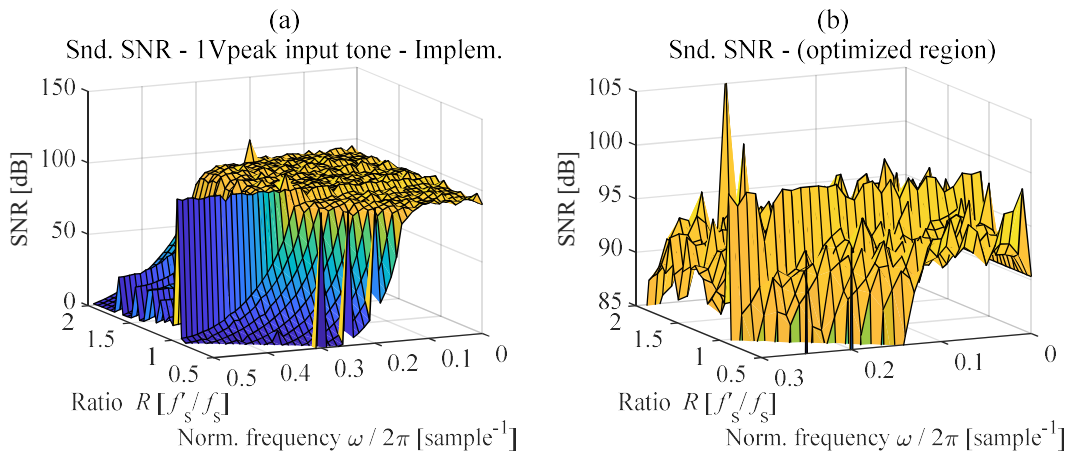 (a)
Snd. SNR - 1Vpeak input tone - Implem.
150
100
50
0
SNR [dB]
2
1.5
1
0.5
Ratio R [f's/fs]
0.5
0.4
0.3
0.2
0.1
0
Norm. frequency ω / 2π [sample-1]
(b)
Snd. SNR - (optimized region)
105
100
95
90
85
SNR [dB]
2
1.5
1
0.5
Ratio R [f's/fs]
0.3
0.2
0.1
0
Norm. frequency ω / 2π [sample-1]